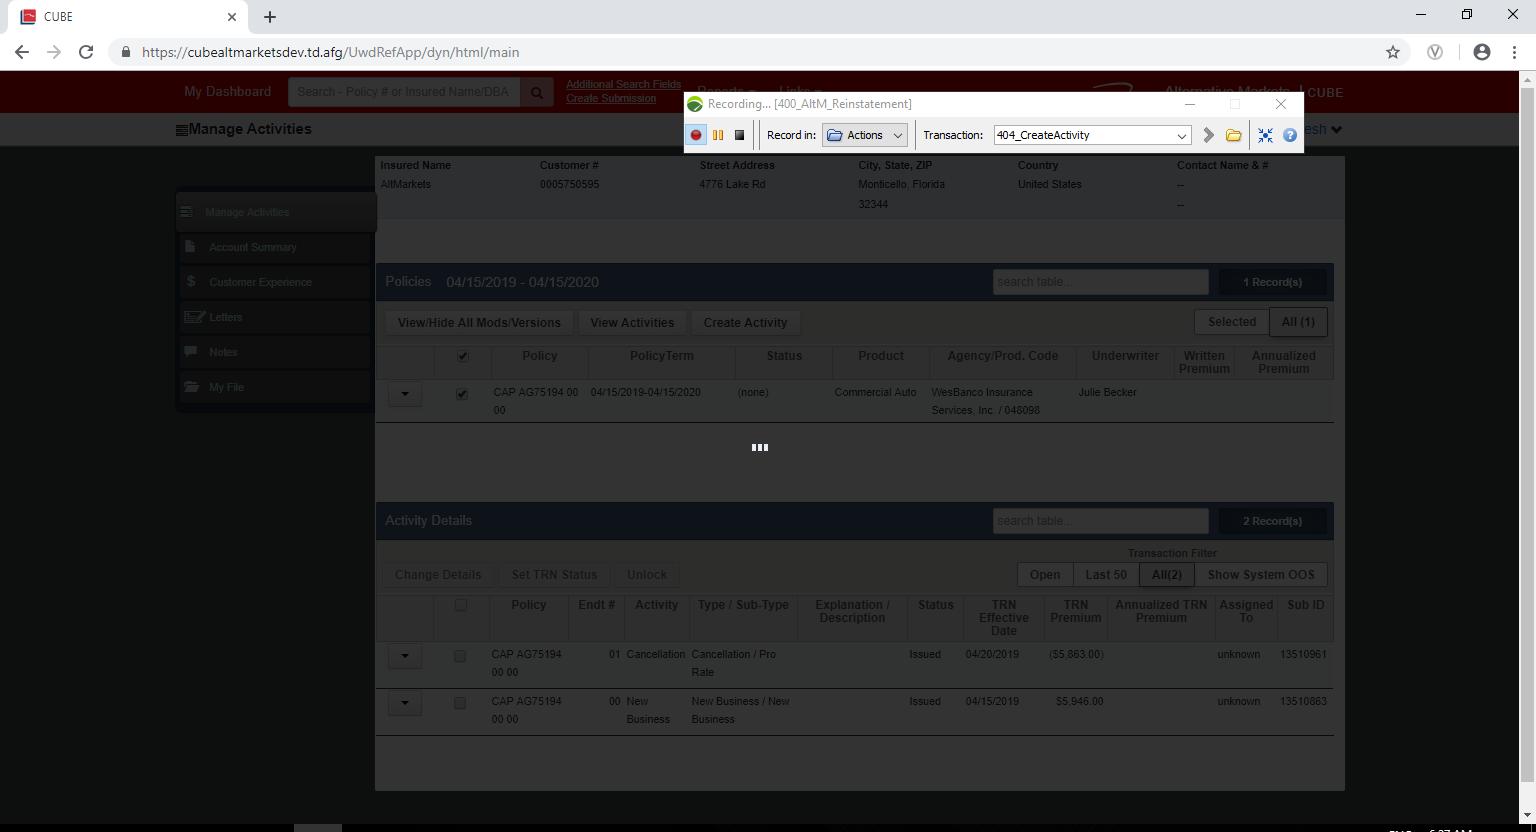 CUBE
https://cubealtmarketsdev.td.afg/UwdRefApp/dyn/html/main
My Dashboard
Search - Policy # or Insured Name/DBA
Additional Search Fields
Create Submission
CUBE
Recording... [400_AltM_Reinstatement]
Record in: Actions Transaction: 404_CreateActivity
Manage Activities
Insured Name Customer # Street Address City, State, ZIP Country Contact Name & #
AltMarkets 0005750595 4776 Lake Rd Monticello, Florida United States --
32344 --
Manage Activities
Account Summary
Customer Experience
Letters
Notes
My File
Policies 04/15/2019 - 04/15/2020 search table... 1 Record(s)
View/Hide All Mods/Versions View Activities Create Activity Selected All (1)
Policy PolicyTerm Status Product Agency/Prod. Code Underwriter Written Premium Annualized Premium
CAP AG75194 00 04/15/2019-04/15/2020 (none) Commercial Auto WesBanco Insurance Julie Becker
00 Services, Inc. / 048098
Activity Details search table... 2 Record(s)
Transaction Filter
Change Details Set TRN Status Unlock Open Last 50 All(2) Show System OOS
Policy Endt # Activity Type / Sub-Type Explanation / Description Status TRN Effective Date TRN Premium Annualized TRN Premium Assigned To Sub ID
CAP AG75194 01 Cancellation Cancellation / Pro Issued 04/20/2019 ($5,863.00) unknown 13510961
00 00 Rate
CAP AG75194 00 New New Business / New Issued 04/15/2019 $5,946.00 unknown 13510863
00 00 Business Business